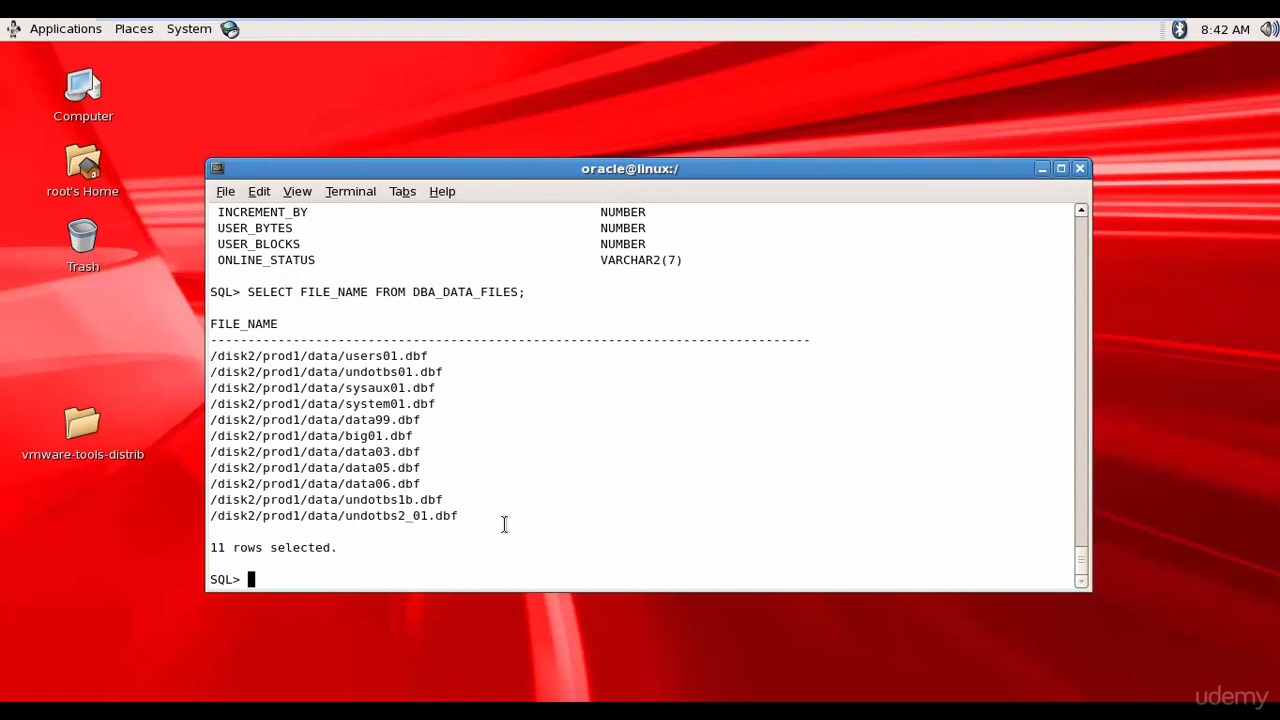 Applications Places System 8:42 AM
Computer
root's Home
Trash
vmware-tools-distrib
oracle@linux:/
File Edit View Terminal Tabs Help
INCREMENT_BY NUMBER
USER_BYTES NUMBER
USER_BLOCKS NUMBER
ONLINE_STATUS VARCHAR2(7)
SQL> SELECT FILE_NAME FROM DBA_DATA_FILES;
FILE_NAME
--------------------------------------------------------------------------------
/disk2/prod1/data/users01.dbf
/disk2/prod1/data/undotbs01.dbf
/disk2/prod1/data/sysaux01.dbf
/disk2/prod1/data/system01.dbf
/disk2/prod1/data/data99.dbf
/disk2/prod1/data/big01.dbf
/disk2/prod1/data/data03.dbf
/disk2/prod1/data/data05.dbf
/disk2/prod1/data/data06.dbf
/disk2/prod1/data/undotbs1b.dbf
/disk2/prod1/data/undotbs2_01.dbf
11 rows selected.
SQL>
udemy